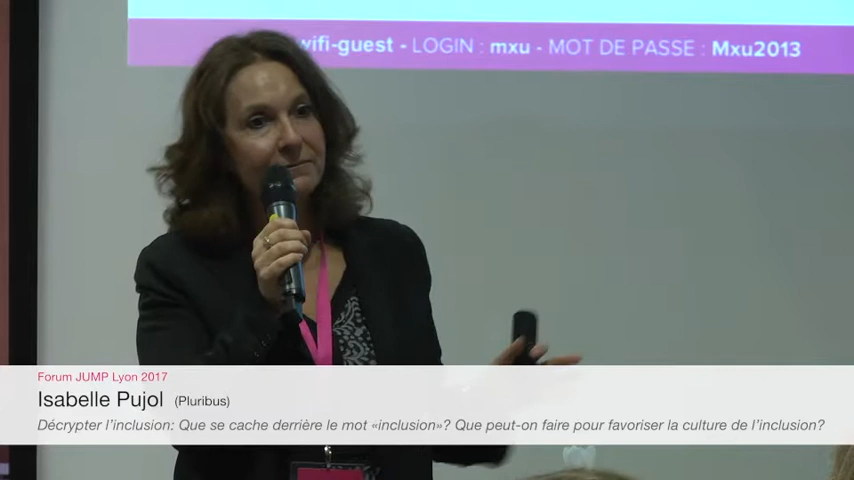 wifi-guest - LOGIN : mxu - MOT DE PASSE : Mxu2013
Forum JUMP Lyon 2017
Isabelle Pujol (Pluribus)
Décrypter l'inclusion: Que se cache derrière le mot «inclusion»? Que peut-on faire pour favoriser la culture de l'inclusion?